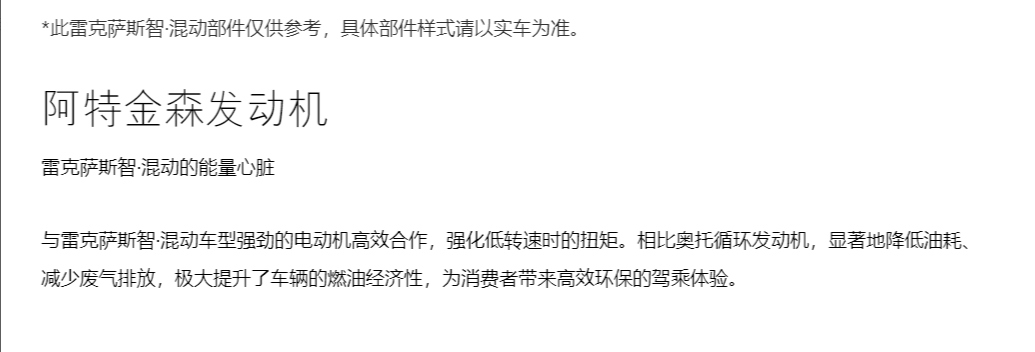 *此雷克萨斯智·混动部件仅供参考，具体部件样式请以实车为准。
阿特金森发动机
雷克萨斯智·混动的能量心脏
与雷克萨斯智·混动车型强劲的电动机高效合作，强化低转速时的扭矩。相比奥托循环发动机，显著地降低油耗、
减少废气排放，极大提升了车辆的燃油经济性，为消费者带来高效环保的驾乘体验。